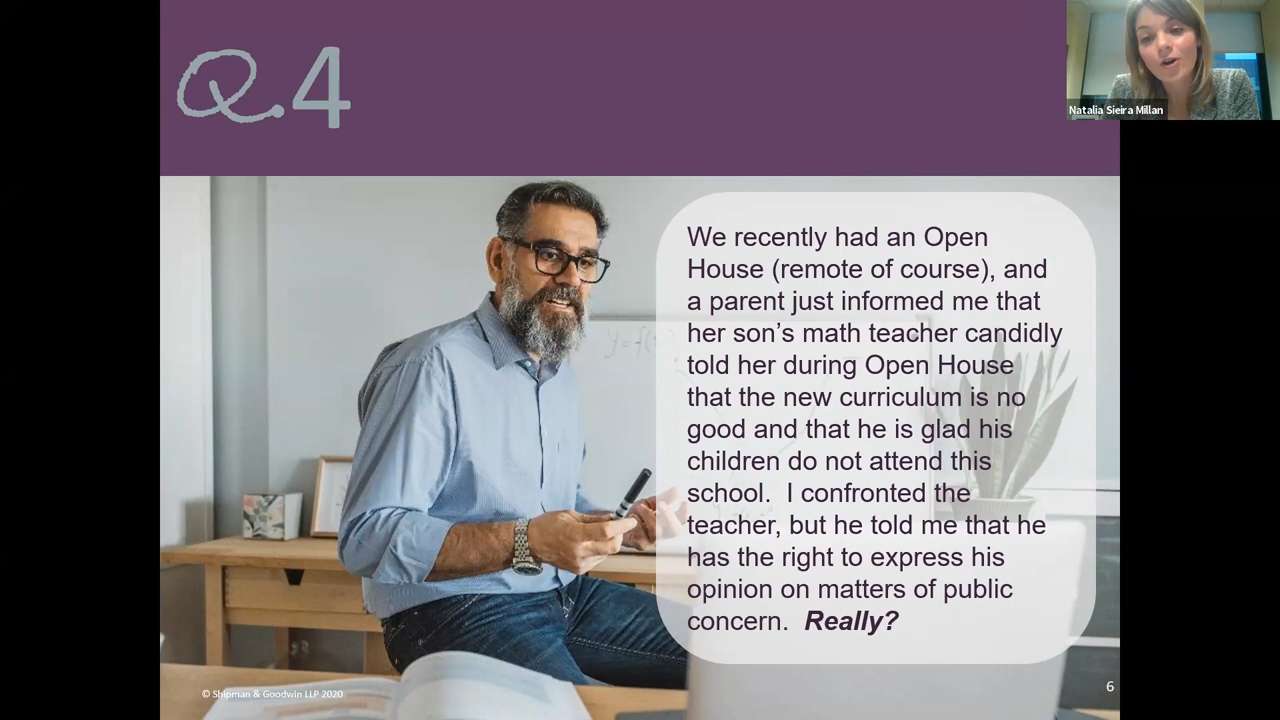 Q.4
Natalia Sieira Millan
We recently had an Open
House (remote of course), and
a parent just informed me that
her son’s math teacher candidly
told her during Open House
that the new curriculum is no
good and that he is glad his
children do not attend this
school.  I confronted the
teacher, but he told me that he
has the right to express his
opinion on matters of public
concern.  Really?
© Shipman & Goodwin LLP 2020
6